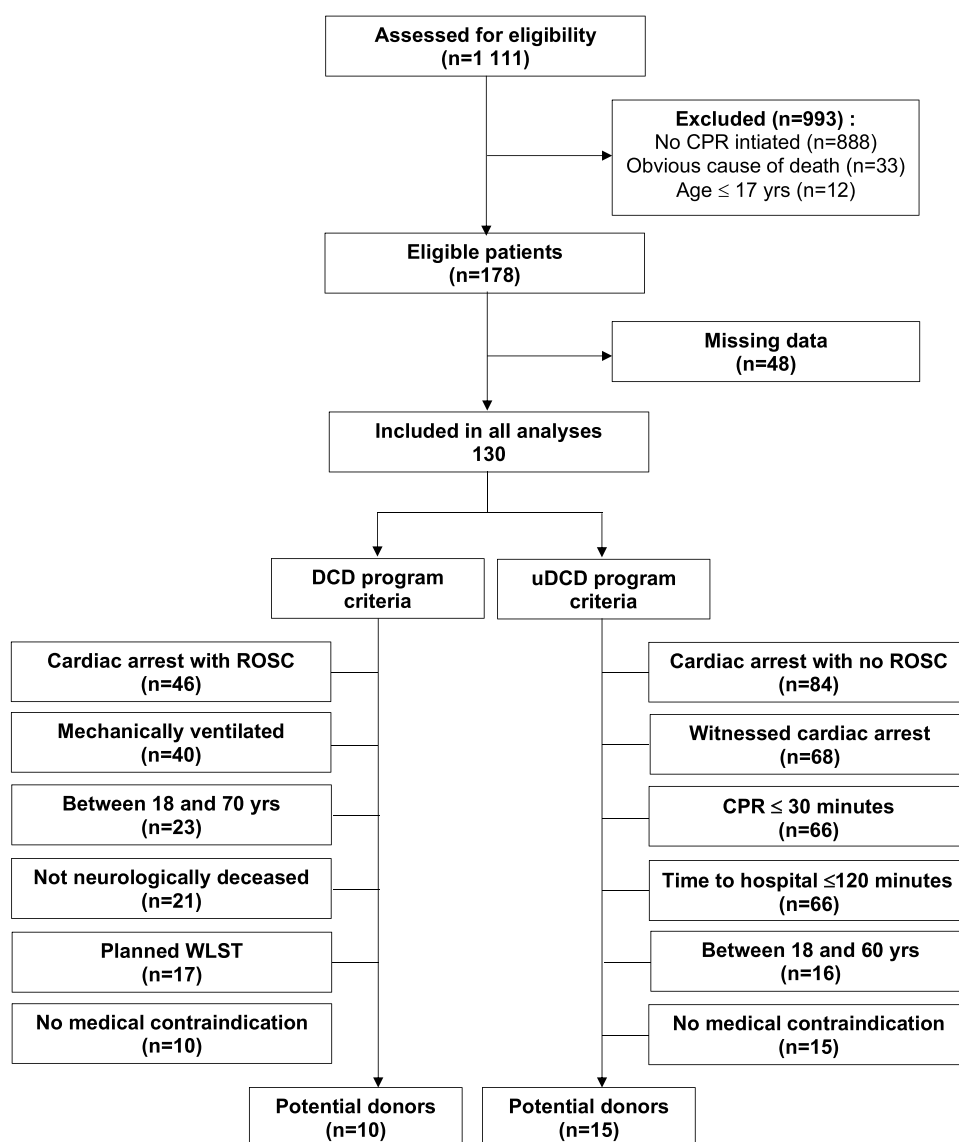 Assessed for eligibility
(n=1 111)
Excluded (n=993) :
No CPR intiated (n=888)
Obvious cause of death (n=33)
Age ≤ 17 yrs (n=12)
Eligible patients
(n=178)
Missing data
(n=48)
Included in all analyses
130
DCD program
criteria
uDCD program
criteria
Cardiac arrest with ROSC
(n=46)
Mechanically ventilated
(n=40)
Between 18 and 70 yrs
(n=23)
Not neurologically deceased
(n=21)
Planned WLST
(n=17)
No medical contraindication
(n=10)
Potential donors
(n=10)
Cardiac arrest with no ROSC
(n=84)
Witnessed cardiac arrest
(n=68)
CPR ≤ 30 minutes
(n=66)
Time to hospital ≤120 minutes
(n=66)
Between 18 and 60 yrs
(n=16)
No medical contraindication
(n=15)
Potential donors
(n=15)